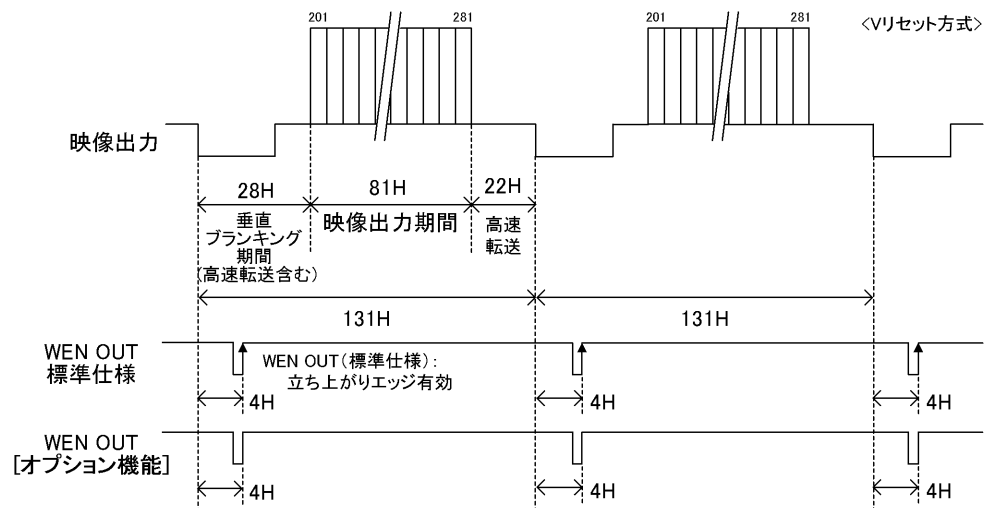 201 281 201 281
<Vリセット方式>
映像出力
28H 81H 22H
垂直
ブランキング
期間
(高速転送含む)
映像出力期間
高速
転送
131H 131H
WEN OUT
標準仕様
WEN OUT(標準仕様):
立ち上がりエッジ有効
4H 4H 4H
WEN OUT
[オプション機能]
4H 4H 4H